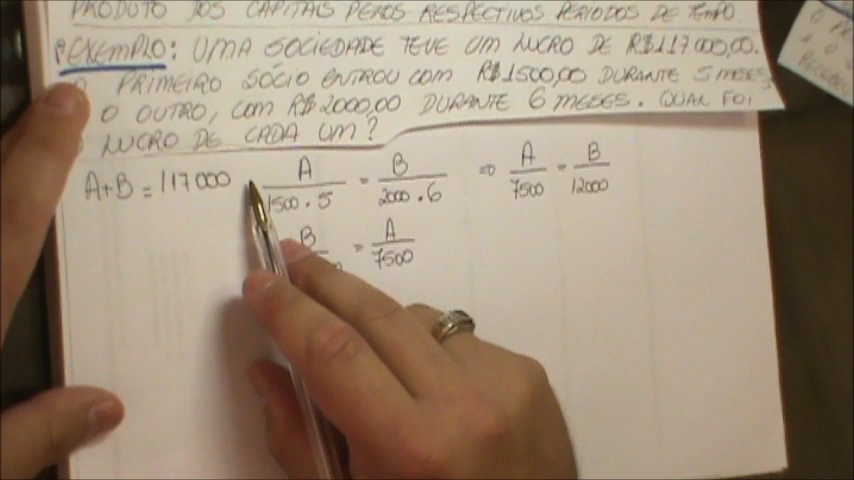 PRODUTO DOS CAPITAIS PELOS RESPECTIVOS PERÍODOS DE TEMPO.
EXEMPLO: UMA SOCIEDADE TEVE UM LUCRO DE R$117000,00.
O PRIMEIRO SÓCIO ENTROU COM R$1500,00 DURANTE 5 MESES
O OUTRO, COM R$2000,00 DURANTE 6 MESES. QUAL FOI
O LUCRO DE CADA UM?
A+B = 117000 A/1500.5 = B/2000.6 => A/7500 = B/12000
B = A/7500